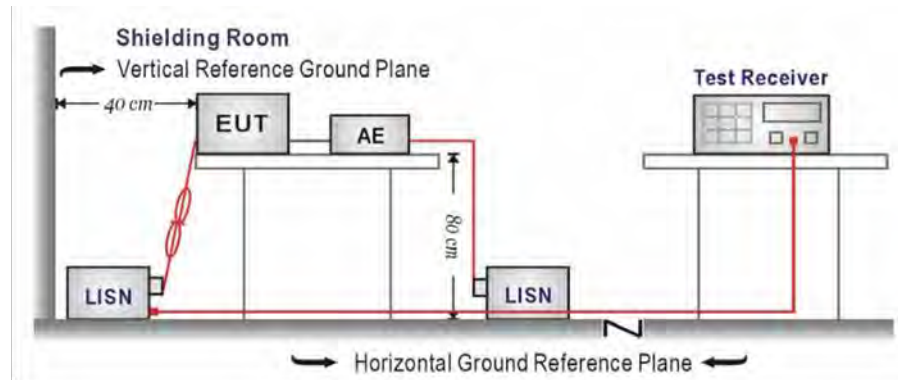 Shielding Room
Vertical Reference Ground Plane
Test Receiver
40 cm
EUT
AE
80 cm
LISN
LISN
Horizontal Ground Reference Plane